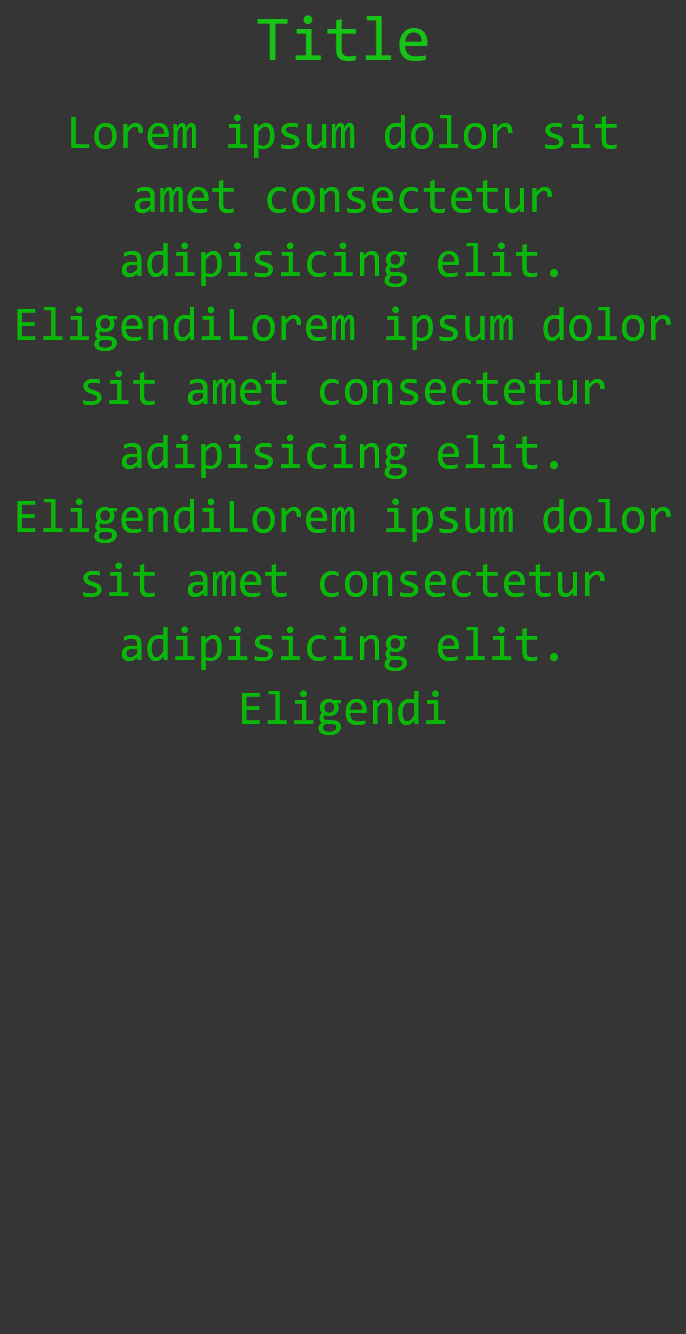 Title
Lorem ipsum dolor sit
amet consectetur
adipisicing elit.
EligendiLorem ipsum dolor
sit amet consectetur
adipisicing elit.
EligendiLorem ipsum dolor
sit amet consectetur
adipisicing elit.
Eligendi